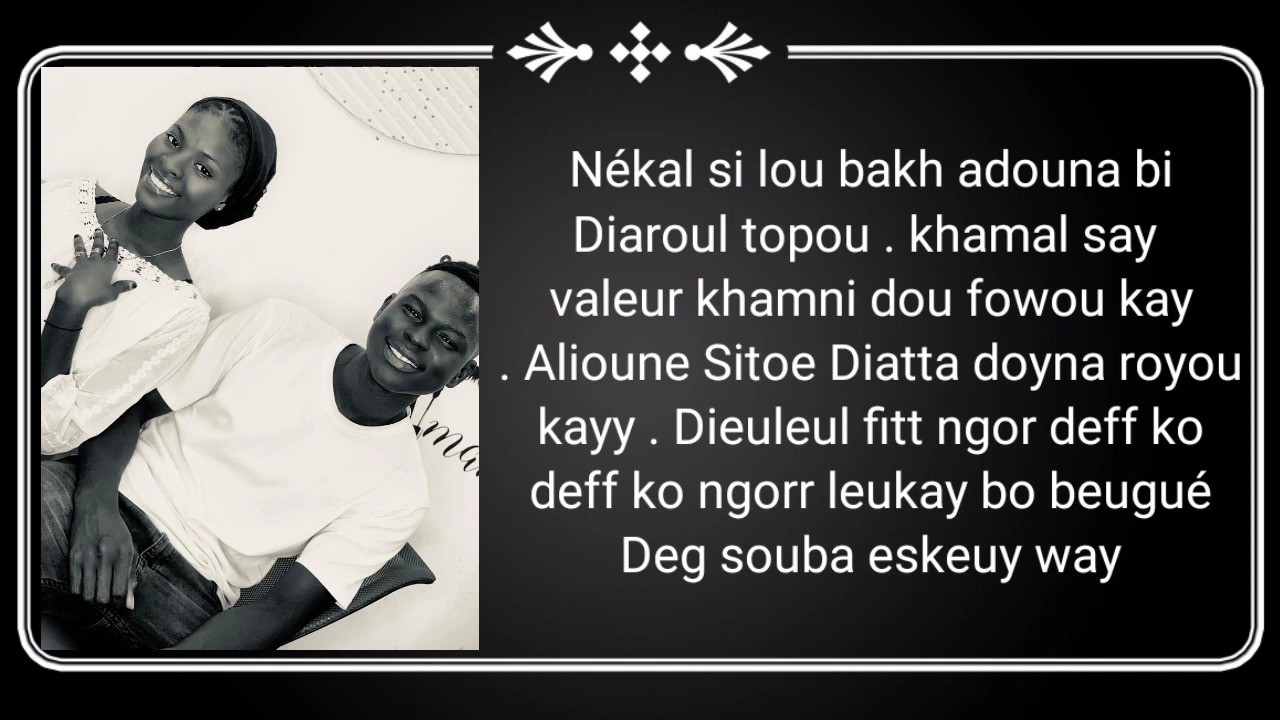 Nékal si lou bakh adouna bi
Diaroul topou . khamal say
valeur khamni dou fowou kay
. Alioune Sitoe Diatta doyna royou
kayy . Dieuleul fitt ngor deff ko
deff ko ngorr leukay bo beugué
Deg souba eskeuy way